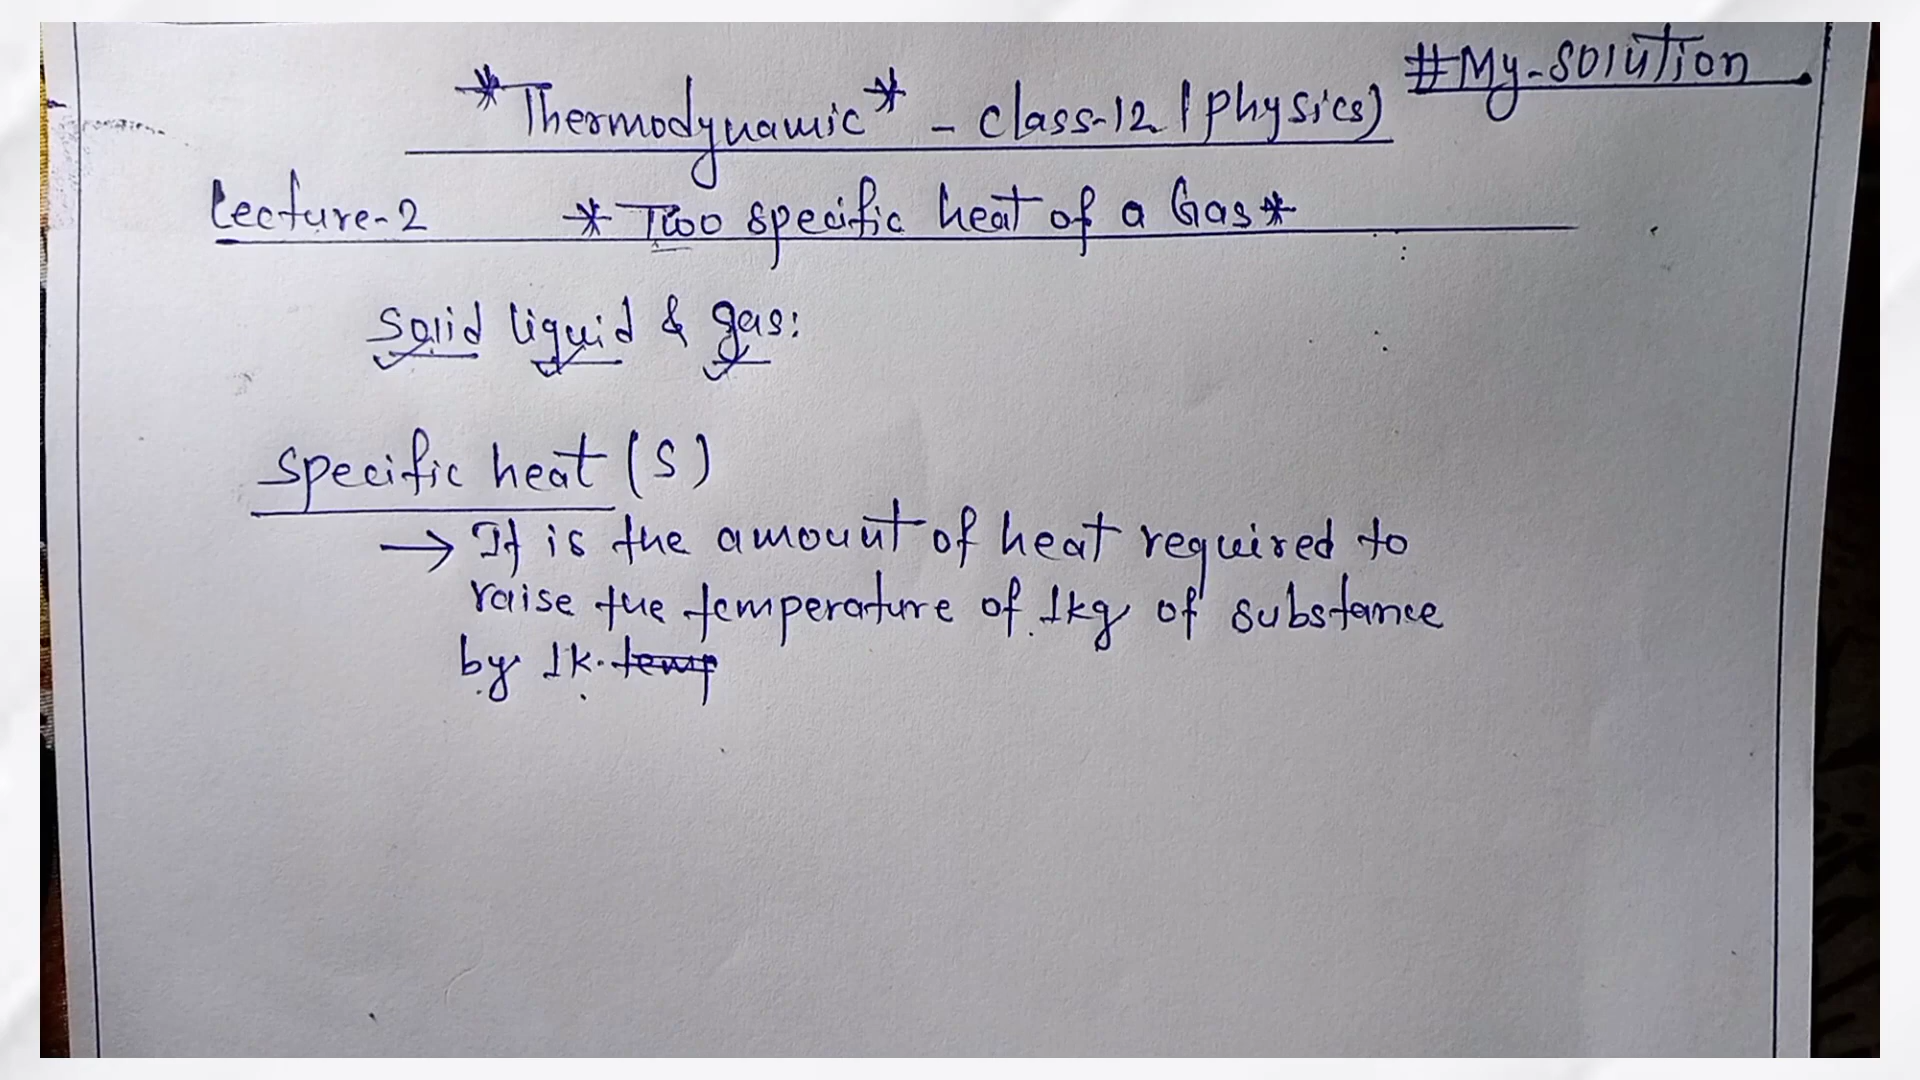 #My-solution
*Thermodynamic* - class-12 (physics)
Lecture-2 *Two specific heat of a Gas*
Solid liquid & gas:
Specific heat (S)
→ It is the amount of heat required to
raise the temperature of 1kg of substance
by 1k. temp